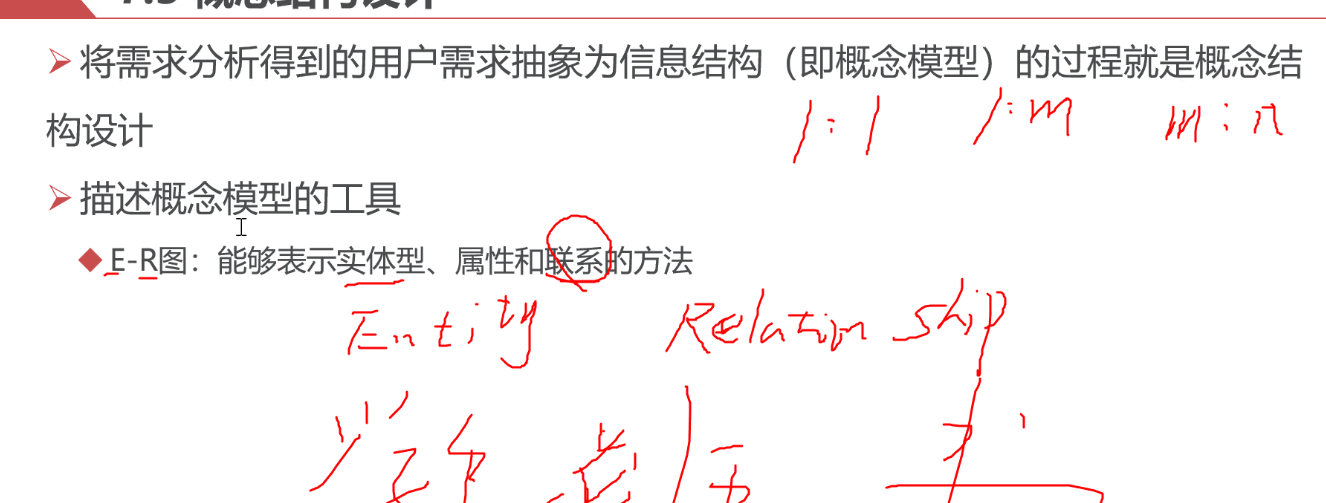 7.3 概念结构设计
将需求分析得到的用户需求抽象为信息结构（即概念模型）的过程就是概念结
构设计
1:1 1:m m:n
描述概念模型的工具
E-R图：能够表示实体型、属性和联系的方法
Entity Relationship